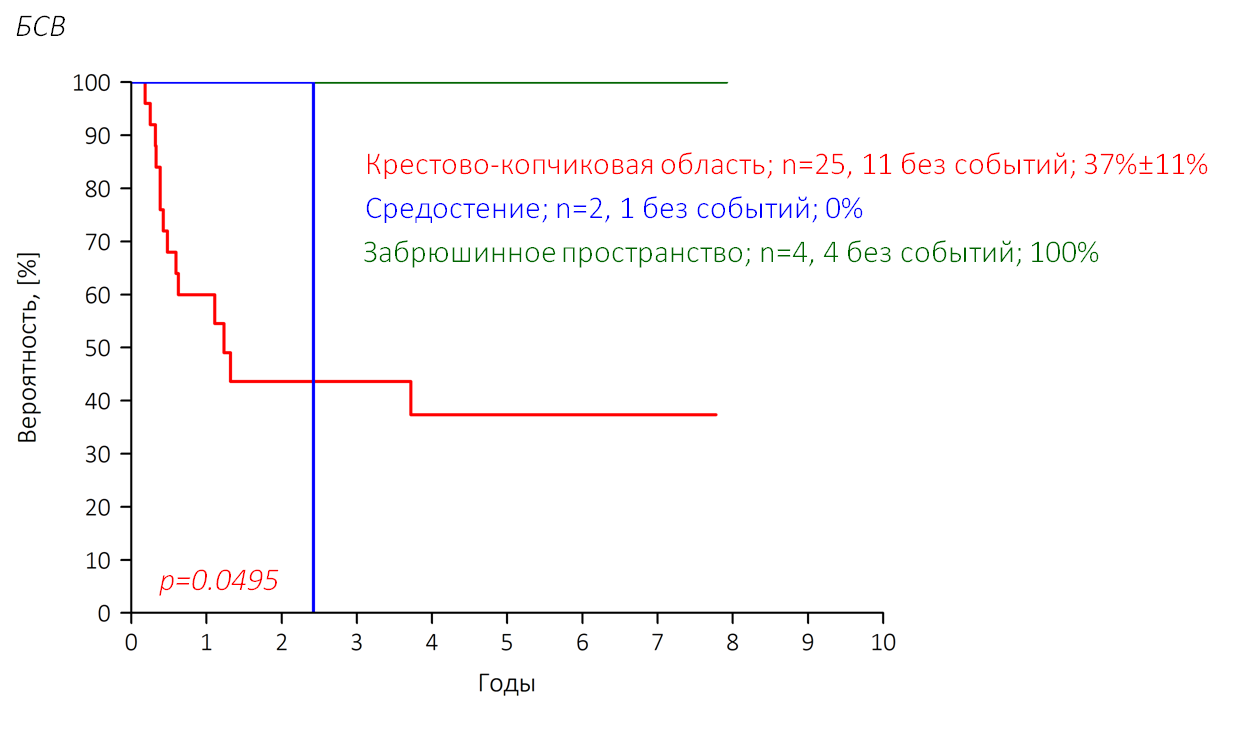 БСВ
100
90
80
70
60
50
40
30
20
10
0
Вероятность, [%]
Крестово-копчиковая область; n=25, 11 без событий; 37%±11%
Средостение; n=2, 1 без событий; 0%
Забрюшинное пространство; n=4, 4 без событий; 100%
p=0.0495
0 1 2 3 4 5 6 7 8 9 10
Годы